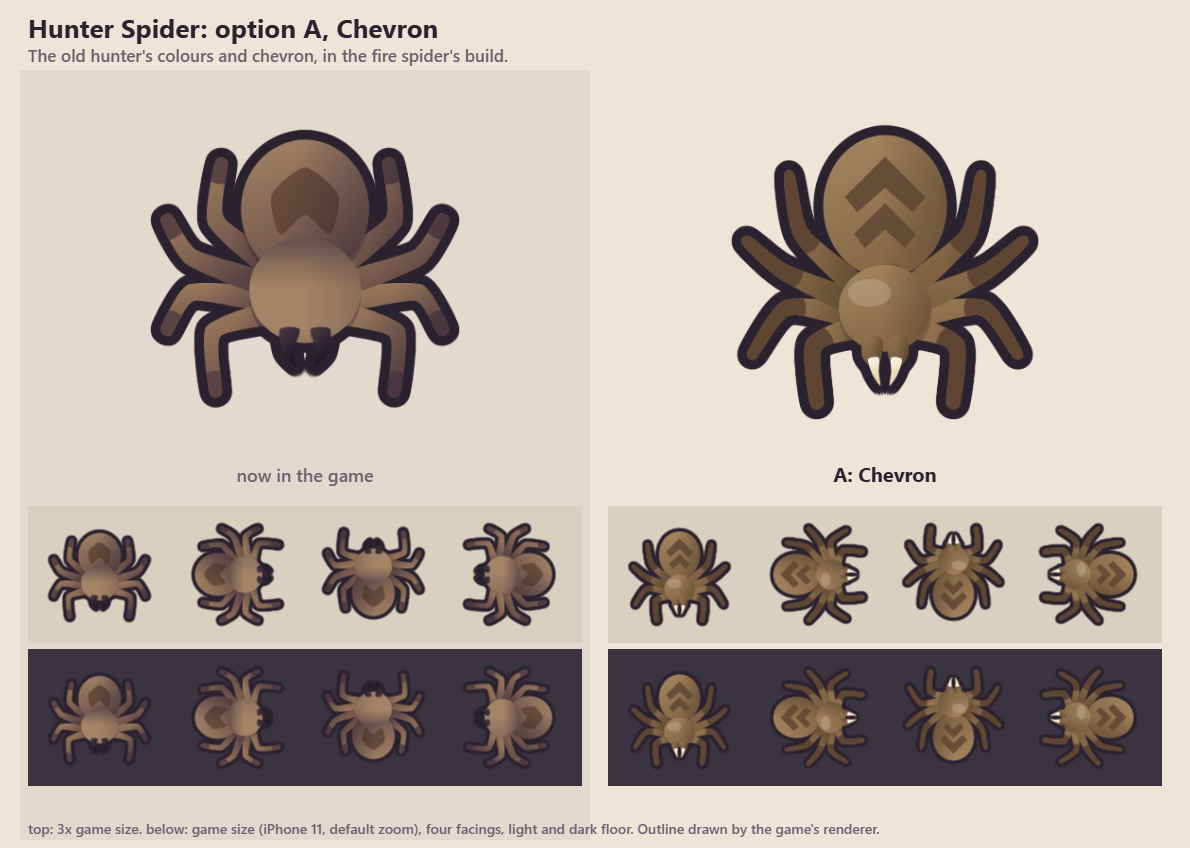 Hunter Spider: option A, Chevron
The old hunter's colours and chevron, in the fire spider's build.
now in the game
A: Chevron
top: 3x game size. below: game size (iPhone 11, default zoom), four facings, light and dark floor. Outline drawn by the game's renderer.